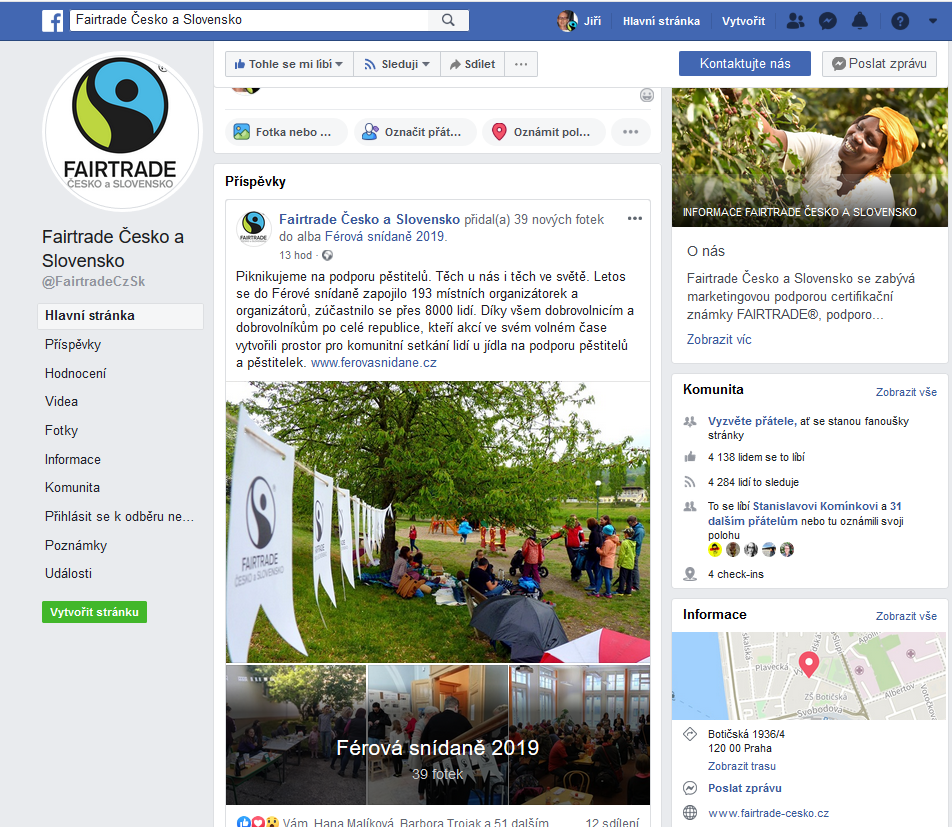 Fairtrade Česko a Slovensko
Jiří
Hlavní stránka
Vytvořit
FAIRTRADE
ČESKO a SLOVENSKO
Fairtrade Česko a
Slovensko
@FairtradeCzSk
Hlavní stránka
Příspěvky
Hodnocení
Videa
Fotky
Informace
Komunita
Přihlásit se k odběru ne...
Poznámky
Události
Vytvořit stránku
Tohle se mi líbí
Sleduji
Sdílet
...
Kontaktujte nás
Poslat zprávu
Fotka nebo ...
Označit přát...
Oznámit pol...
Příspěvky
Fairtrade Česko a Slovensko přidal(a) 39 nových fotek
do alba Férová snídaně 2019.
13 hod ·
Piknikujeme na podporu pěstitelů. Těch u nás i těch ve světě. Letos
se do Férové snídaně zapojilo 193 místních organizátorek a
organizátorů, zúčastnilo se přes 8000 lidí. Díky všem dobrovolnicím a
dobrovolníkům po celé republice, kteří akcí ve svém volném čase
vytvořili prostor pro komunitní setkání lidí u jídla na podporu pěstitelů
a pěstitelek. www.ferovasnidane.cz
FAIRTRADE
ČESKO a SLOVENSKO
Férová snídaně 2019
39 fotek
Vám, Hana Malíková, Barbora Trojak a 51 dalším
12 sdílení
INFORMACE FAIRTRADE ČESKO A SLOVENSKO
O nás
Fairtrade Česko a Slovensko se zabývá
marketingovou podporou certifikační
známky FAIRTRADE®, podporo...
Zobrazit víc
Komunita
Zobrazit vše
Vyzvěte přátele, ať se stanou fanoušky
stránky
4 138 lidem se to líbí
4 284 lidí to sleduje
To se líbí Stanislavovi Komínkovi a 31
dalším přátelům nebo tu oznámili svoji
polohu
4 check-ins
Informace
Zobrazit vše
Plavecká
ZŠ Botičská
Svobodova
Albertov
Botičská 1936/4
120 00 Praha
Zobrazit trasu
Poslat zprávu
www.fairtrade-cesko.cz